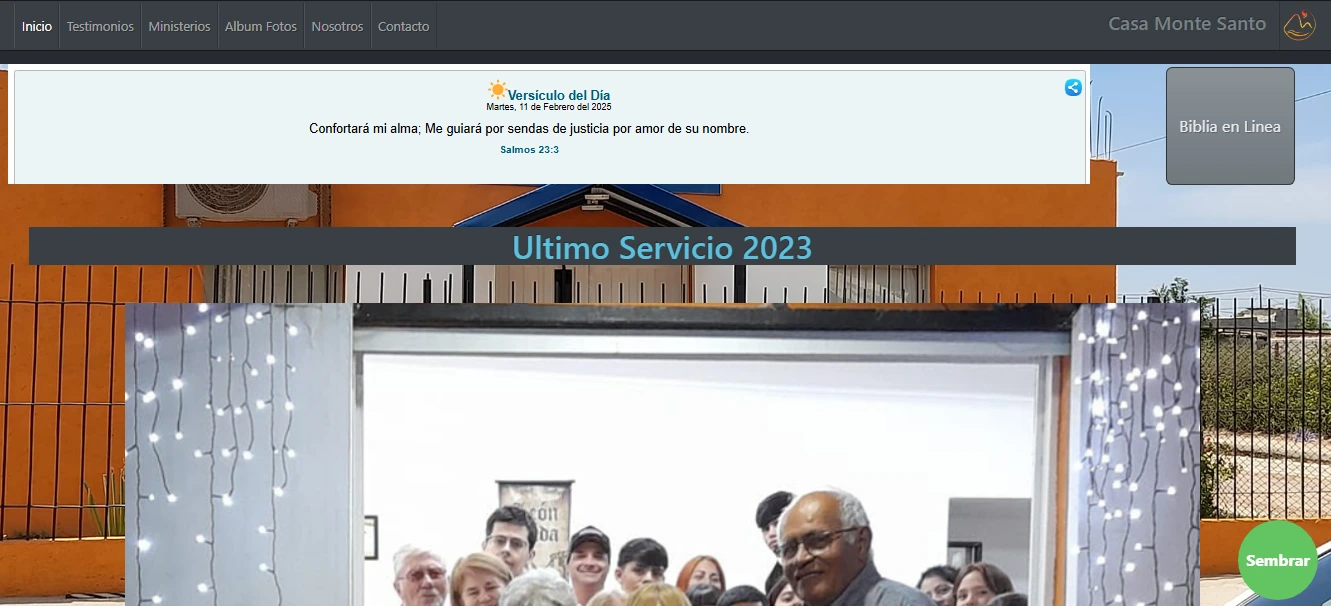 Inicio
Testimonios
Ministerios
Album Fotos
Nosotros
Contacto
Casa Monte Santo
Versículo del Día
Martes, 11 de Febrero del 2025
Confortará mi alma; Me guiará por sendas de justicia por amor de su nombre.
Salmos 23:3
Biblia en Linea
Ultimo Servicio 2023
Sembrar